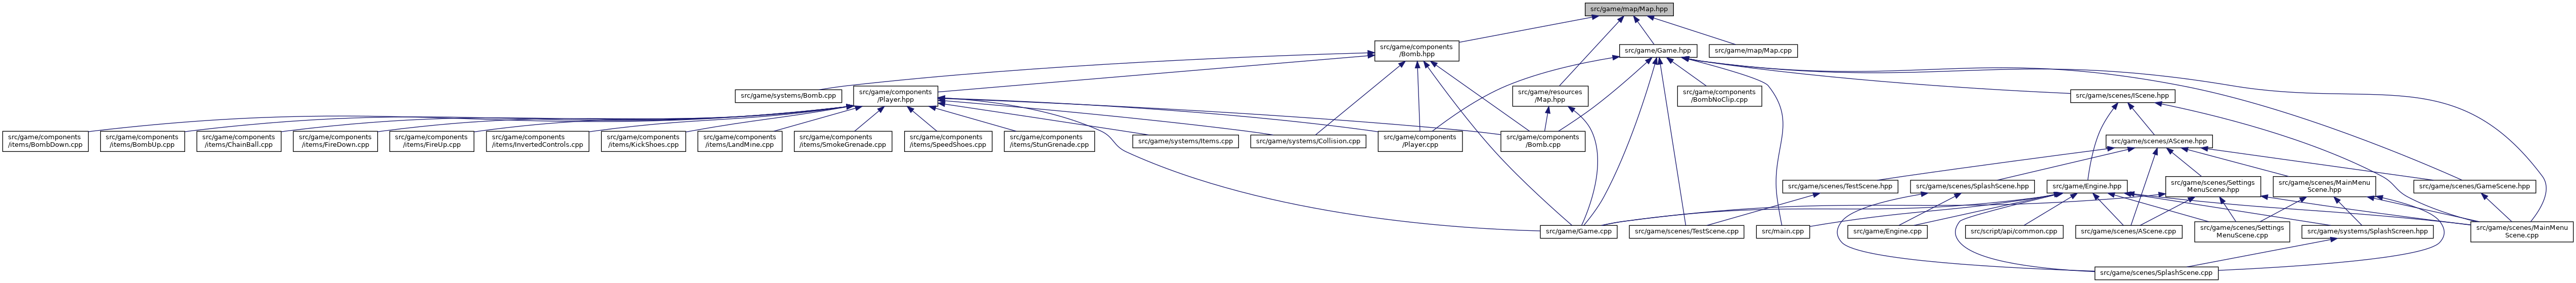 src/game/map/Map.hpp
src/game/components
/Bomb.hpp
src/game/Game.hpp
src/game/map/Map.cpp
src/game/systems/Bomb.cpp
src/game/components
/Player.hpp
src/game/resources
/Map.hpp
src/game/components
/BombNoClip.cpp
src/game/scenes/IScene.hpp
src/game/components
/items/BombDown.cpp
src/game/components
/items/BombUp.cpp
src/game/components
/items/ChainBall.cpp
src/game/components
/items/FireDown.cpp
src/game/components
/items/FireUp.cpp
src/game/components
/items/InvertedControls.cpp
src/game/components
/items/KickShoes.cpp
src/game/components
/items/LandMine.cpp
src/game/components
/items/SmokeGrenade.cpp
src/game/components
/items/SpeedShoes.cpp
src/game/components
/items/StunGrenade.cpp
src/game/systems/Items.cpp
src/game/systems/Collision.cpp
src/game/components
/Player.cpp
src/game/components
/Bomb.cpp
src/game/scenes/AScene.hpp
src/game/scenes/TestScene.hpp
src/game/scenes/SplashScene.hpp
src/game/Engine.hpp
src/game/scenes/Settings
MenuScene.hpp
src/game/scenes/MainMenu
Scene.hpp
src/game/scenes/GameScene.hpp
src/game/Game.cpp
src/game/scenes/TestScene.cpp
src/main.cpp
src/game/Engine.cpp
src/script/api/common.cpp
src/game/scenes/AScene.cpp
src/game/scenes/Settings
MenuScene.cpp
src/game/systems/SplashScreen.hpp
src/game/scenes/MainMenu
Scene.cpp
src/game/scenes/SplashScene.cpp